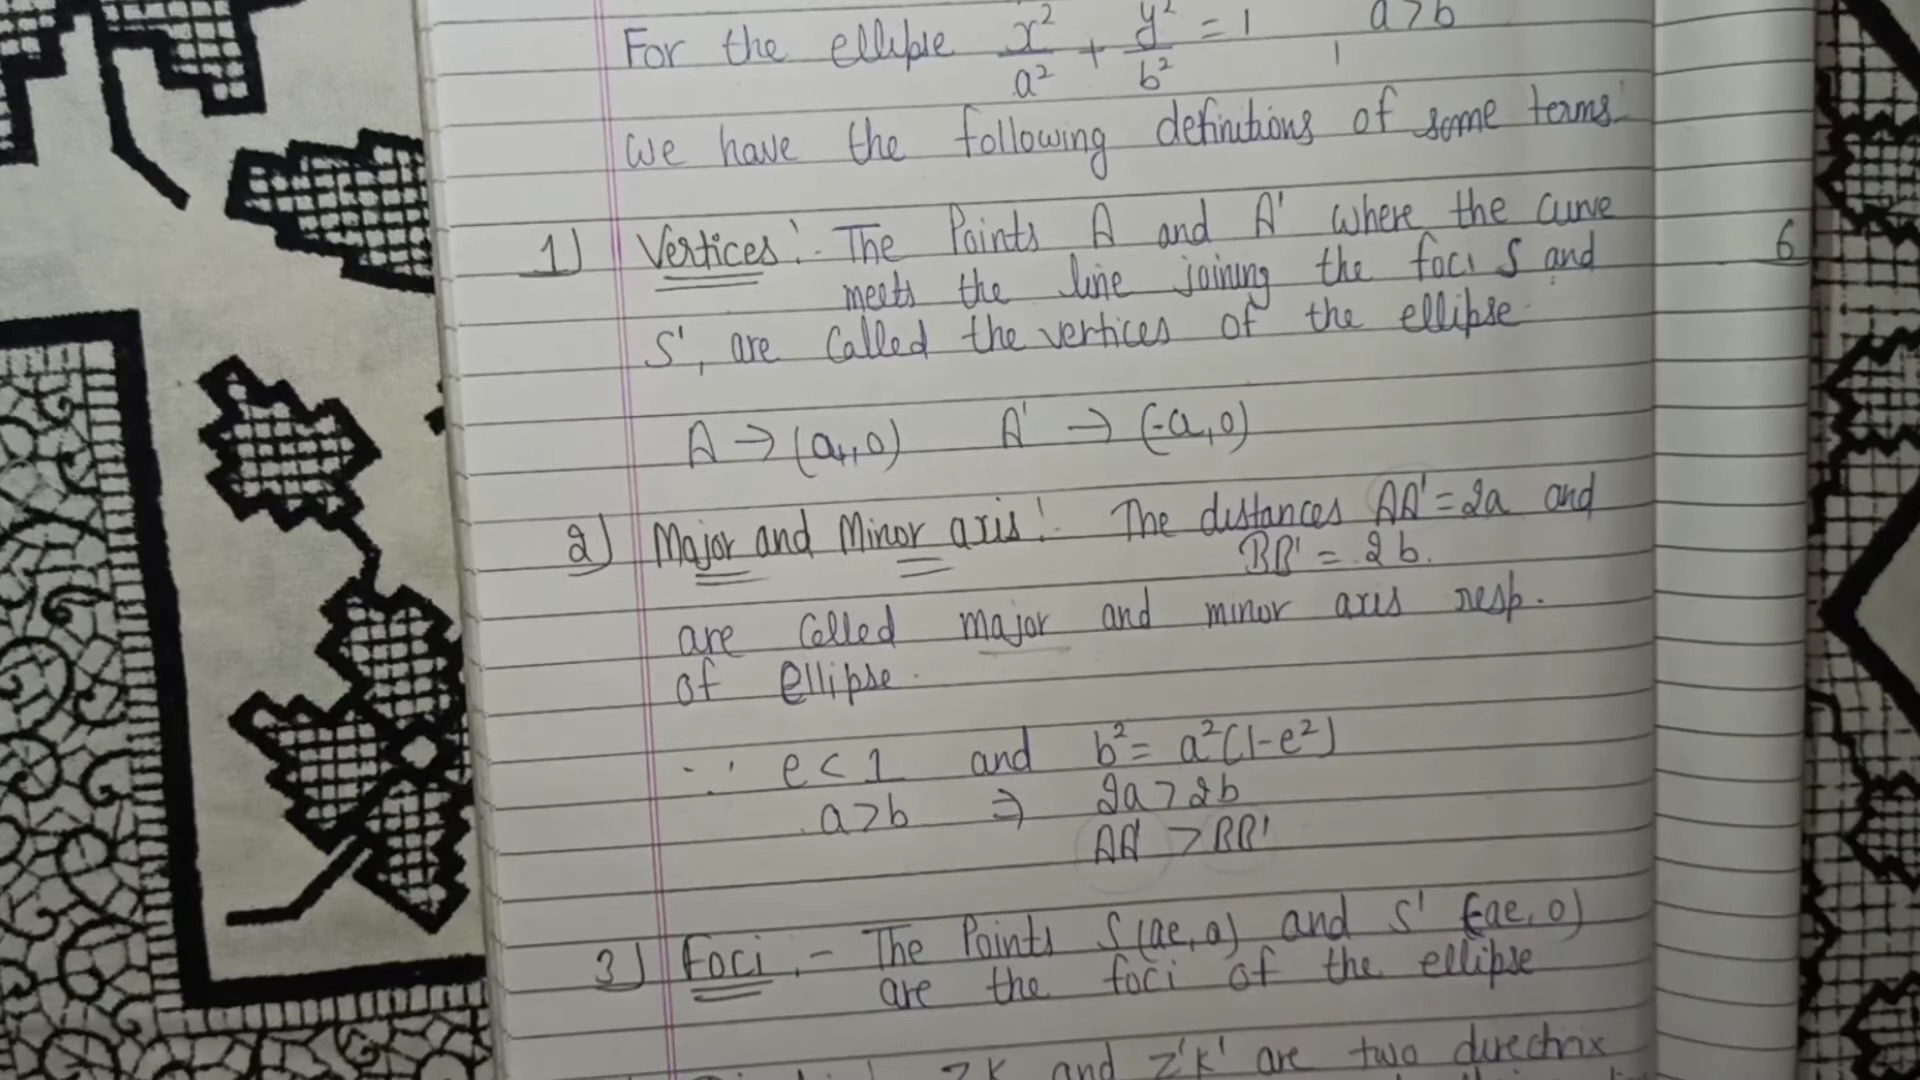 For the ellipse x²/a² + y²/b² = 1, a>b
we have the following definitions of some terms.
1) Vertices:- The Points A and A' where the curve
meets the line joining the foci S and
S', are Called the vertices of the ellipse.
6
A → (a,0) A' → (-a,0)
2) Major and Minor axis:- The distances AA' = 2a and
BB' = 2b.
are Called major and minor axis resp.
of ellipse.
∵ e < 1 and b² = a²(1-e²)
a>b ⇒ 2a > 2b
AA' > BB'
3) Foci:- The Points S(ae, 0) and S' (-ae, 0)
are the foci of the ellipse
ZK and Z'K' are two directrix